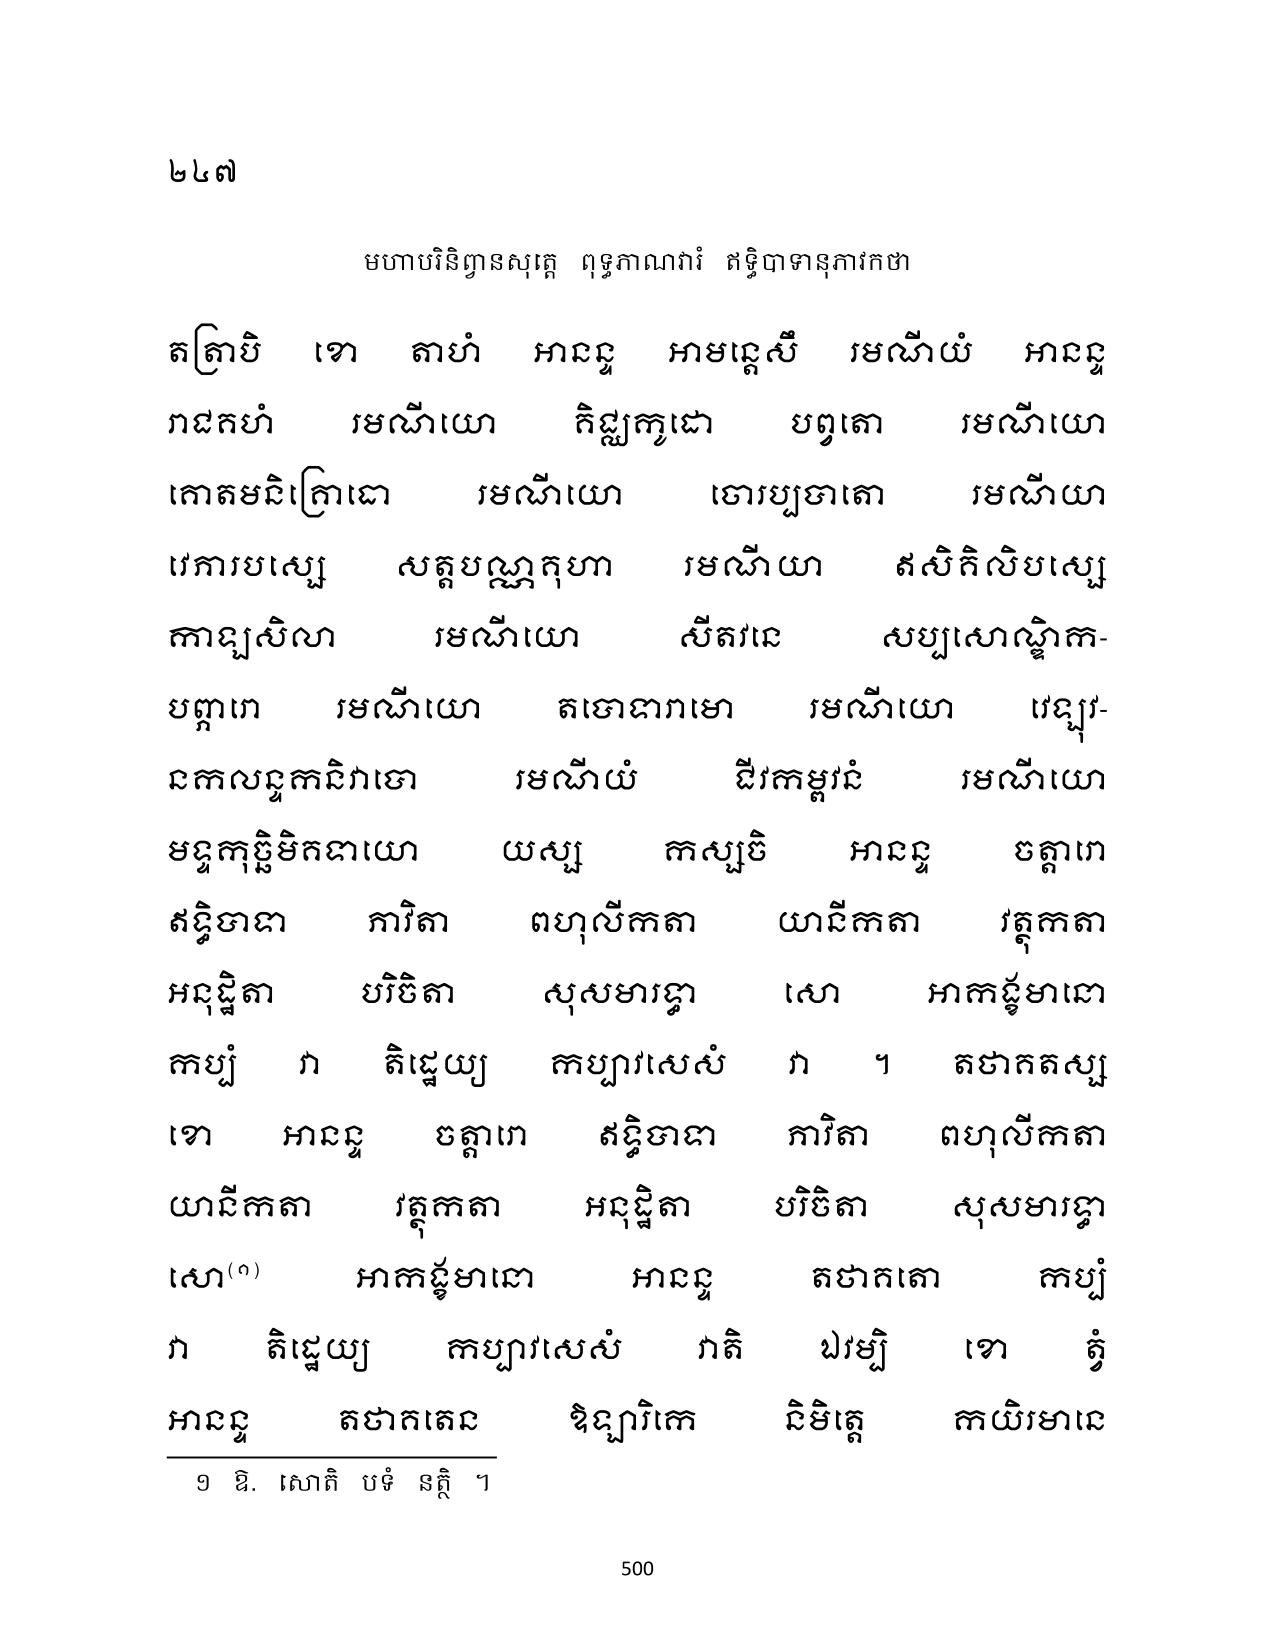 ២៤៧
មហាបរិនិព្វានសុត្តេ ពុទ្ធភាណវារំ ឥទ្ធិបាទានុភាវកថា
តត្រាបិ ខោ តាហំ អានន្ទ អាមន្តេសឹ រមណីយំ អានន្ទ
រាជគហំ រមណីយោ គិជ្ឈកូដោ បព្វតោ រមណីយោ
គោតមនិគ្រោធោ រមណីយោ ចោរប្បបាតោ រមណីយា
វេភារបស្សេ សត្តបណ្ណគុហា រមណីយា ឥសិគិលិបស្សេ
កាឡសិលា រមណីយោ សីតវនេ សប្បសោណ្ឌិក-
បព្ភារោ រមណីយោ តបោទារាមោ រមណីយោ វេឡុវ-
នកលន្ទកនិវាបោ រមណីយំ ជីវកម្ពវនំ រមណីយោ
មទ្ទកុច្ឆិមិគទាយោ យស្ស កស្សចិ អានន្ទ ចត្តារោ
ឥទ្ធិបាទា ភាវិតា ពហុលីកតា យានីកតា វត្ថុកតា
អនុដ្ឋិតា បរិចិតា សុសមារទ្ធា សោ អាកង្ខមានោ
កប្បំ វា តិដ្ឋេយ្យ កប្បាវសេសំ វា ។ តថាគតស្ស
ខោ អានន្ទ ចត្តារោ ឥទ្ធិបាទា ភាវិតា ពហុលីកតា
យានីកតា វត្ថុកតា អនុដ្ឋិតា បរិចិតា សុសមារទ្ធា
សោ(១) អាកង្ខមានោ អានន្ទ តថាគតោ កប្បំ
វា តិដ្ឋេយ្យ កប្បាវសេសំ វាតិ ឯវម្បិ ខោ ត្វំ
អានន្ទ តថាគតេន ឱឡារិកេ និមិត្តេ កយិរមានេ
១ ឱ. សោតិ បទំ នត្ថិ ។
500